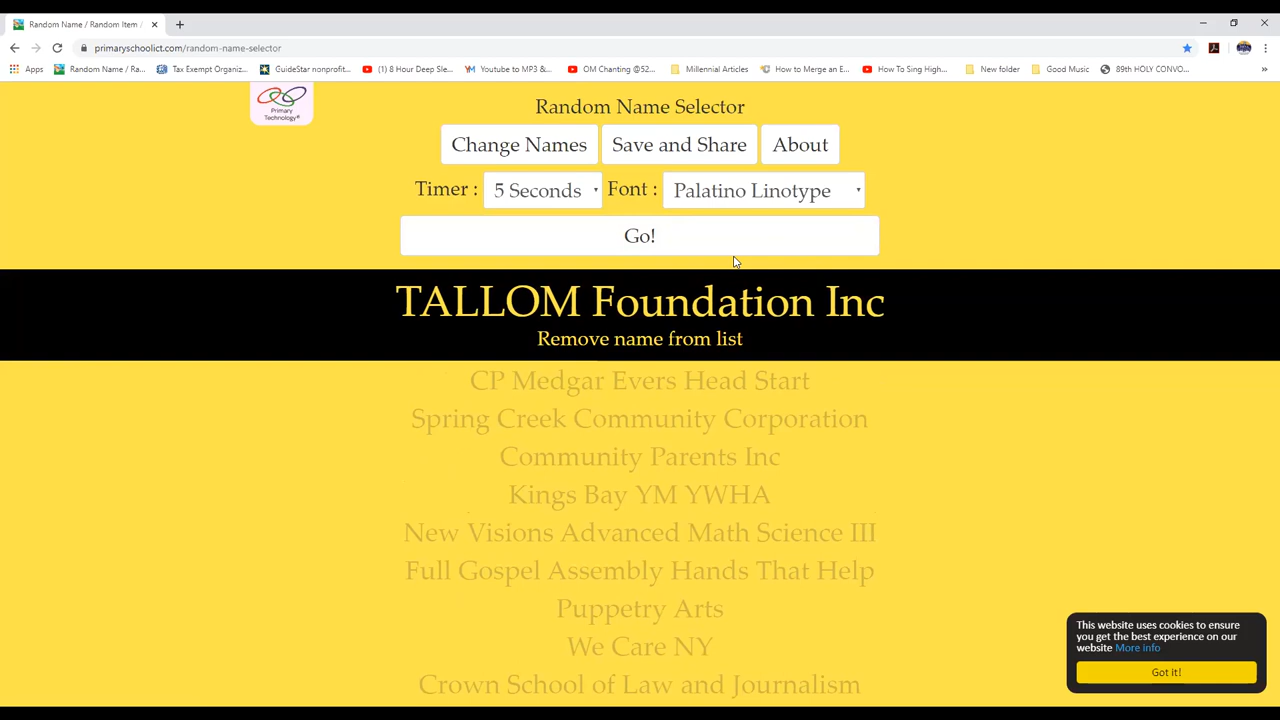 Random Name / Random Item /
primaryschoolict.com/random-name-selector
Apps
Random Name / Ra...
Tax Exempt Organiz...
GuideStar nonprofit...
(1) 8 Hour Deep Sle...
Youtube to MP3 &...
OM Chanting @52...
Millennial Articles
How to Merge an E...
How To Sing High...
New folder
Good Music
89th HOLY CONVO...
»
Primary
Technology®
Random Name Selector
Change Names
Save and Share
About
Timer : 5 Seconds Font : Palatino Linotype
Go!
TALLOM Foundation Inc
Remove name from list
CP Medgar Evers Head Start
Spring Creek Community Corporation
Community Parents Inc
Kings Bay YM YWHA
New Visions Advanced Math Science III
Full Gospel Assembly Hands That Help
Puppetry Arts
We Care NY
Crown School of Law and Journalism
This website uses cookies to ensure
you get the best experience on our
website More info
Got it!